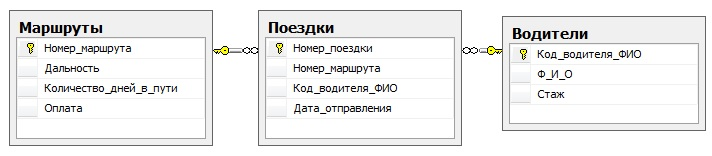 Маршруты
Номер_маршрута
Дальность
Количество_дней_в_пути
Оплата
Поездки
Номер_поездки
Номер_маршрута
Код_водителя_ФИО
Дата_отправления
Водители
Код_водителя_ФИО
Ф_И_О
Стаж